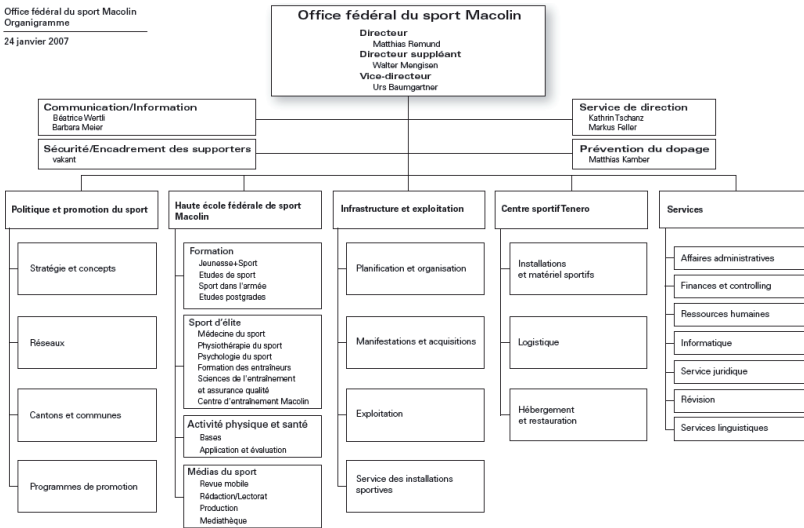 Office fédéral du sport Macolin
Organigramme
24 janvier 2007
Office fédéral du sport Macolin
Directeur
Matthias Remund
Directeur suppléant
Walter Mengisen
Vice-directeur
Urs Baumgartner
Communication/Information
Béatrice Wertli
Barbara Meier
Service de direction
Kathrin Tschanz
Markus Feller
Sécurité/Encadrement des supporters
vakant
Prévention du dopage
Matthias Kamber
Politique et promotion du sport
Stratégie et concepts
Réseaux
Cantons et communes
Programmes de promotion
Haute école fédérale de sport
Macolin
Formation
Jeunesse+Sport
Etudes de sport
Sport dans l'armée
Etudes postgrades
Sport d'élite
Médecine du sport
Physiothérapie du sport
Psychologie du sport
Formation des entraîneurs
Sciences de l'entraînement
et assurance qualité
Centre d'entraînement Macolin
Activité physique et santé
Bases
Application et évaluation
Médias du sport
Revue mobile
Rédaction/Lectorat
Production
Mediathèque
Infrastructure et exploitation
Planification et organisation
Manifestations et acquisitions
Exploitation
Service des installations
sportives
Centre sportif Tenero
Installations
et matériel sportifs
Logistique
Hébergement
et restauration
Services
Affaires administratives
Finances et controlling
Ressources humaines
Informatique
Service juridique
Révision
Services linguistiques